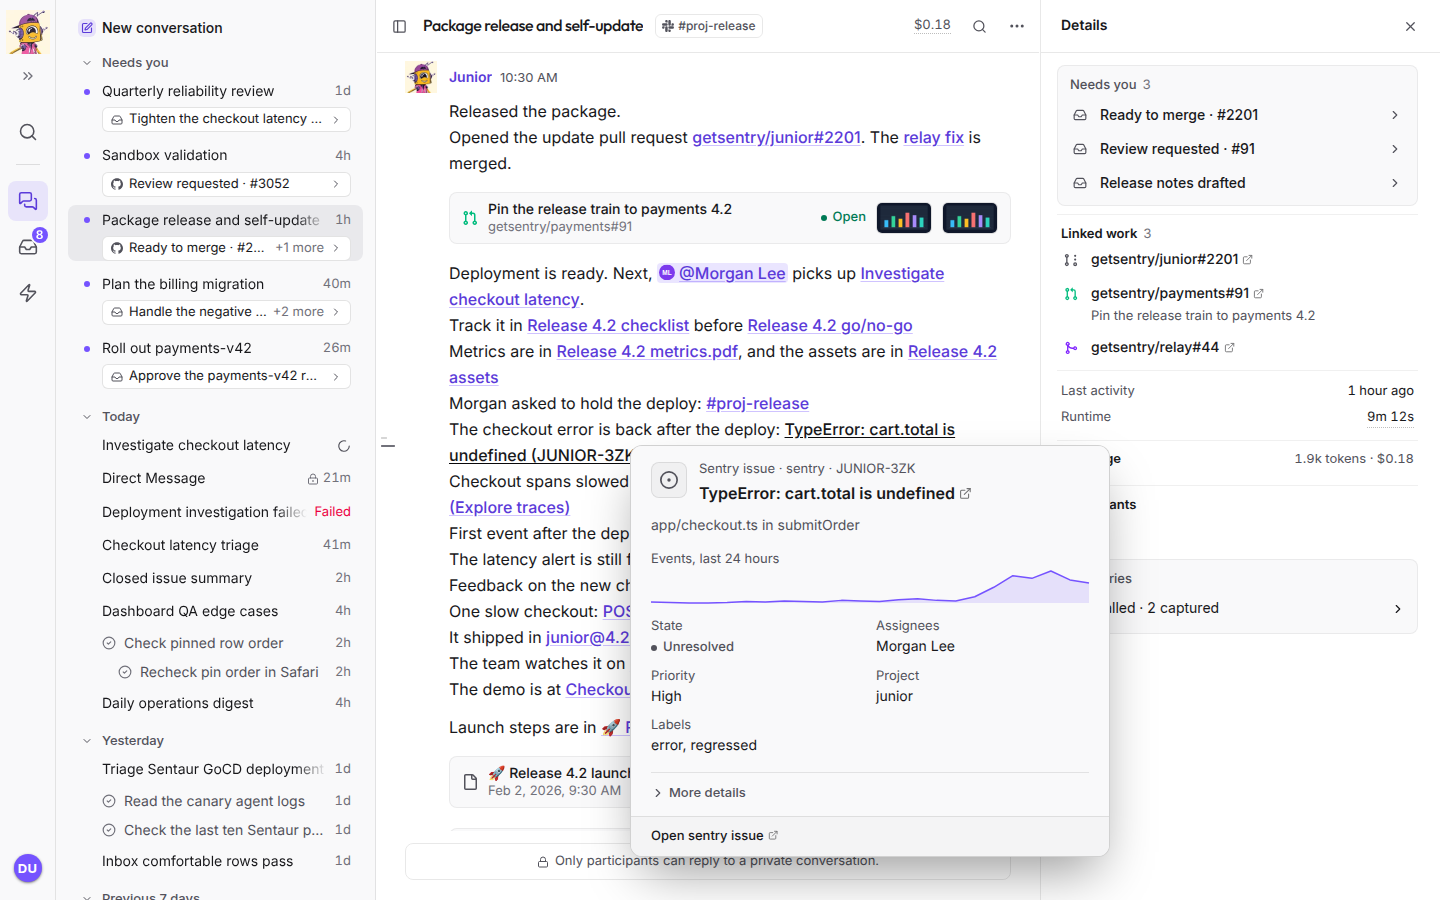 New conversation
Needs you
Quarterly reliability review 1d
Tighten the checkout latency ...
Sandbox validation 4h
Review requested · #3052
Package release and self-update 1h
Ready to merge · #2... +1 more
8
Plan the billing migration 40m
Handle the negative ... +2 more
Roll out payments-v42 26m
Approve the payments-v42 r...
Today
Investigate checkout latency
Direct Message 21m
Deployment investigation failed Failed
Checkout latency triage 41m
Closed issue summary 2h
Dashboard QA edge cases 4h
Check pinned row order 2h
Recheck pin order in Safari 2h
Daily operations digest 4h
Yesterday
Triage Sentaur GoCD deployment 1d
Read the canary agent logs 1d
Check the last ten Sentaur p... 1d
Inbox comfortable rows pass 1d
Previous 7 days
DU
Package release and self-update #proj-release $0.18
Junior 10:30 AM
Released the package.
Opened the update pull request getsentry/junior#2201. The relay fix is
merged.
Pin the release train to payments 4.2
getsentry/payments#91
Open
Deployment is ready. Next, ML @Morgan Lee picks up Investigate
checkout latency.
Track it in Release 4.2 checklist before Release 4.2 go/no-go
Metrics are in Release 4.2 metrics.pdf, and the assets are in Release 4.2
assets
Morgan asked to hold the deploy: #proj-release
The checkout error is back after the deploy: TypeError: cart.total is
undefined (JUNIOR-3ZK
Checkout spans slowed
(Explore traces)
First event after the dep
The latency alert is still f
Feedback on the new ch
One slow checkout: POS
It shipped in junior@4.2
The team watches it on
The demo is at Checkou
Launch steps are in 🚀
🚀 Release 4.2 launch
Feb 2, 2026, 9:30 AM
Only participants can reply to a private conversation.
Sentry issue · sentry · JUNIOR-3ZK
TypeError: cart.total is undefined
app/checkout.ts in submitOrder
Events, last 24 hours
State Assignees
Unresolved Morgan Lee
Priority Project
High junior
Labels
error, regressed
More details
Open sentry issue
Details
Needs you 3
Ready to merge · #2201
Review requested · #91
Release notes drafted
Linked work 3
getsentry/junior#2201
getsentry/payments#91
Pin the release train to payments 4.2
getsentry/relay#44
Last activity 1 hour ago
Runtime 9m 12s
ge 1.9k tokens · $0.18
ants
ries
lled · 2 captured